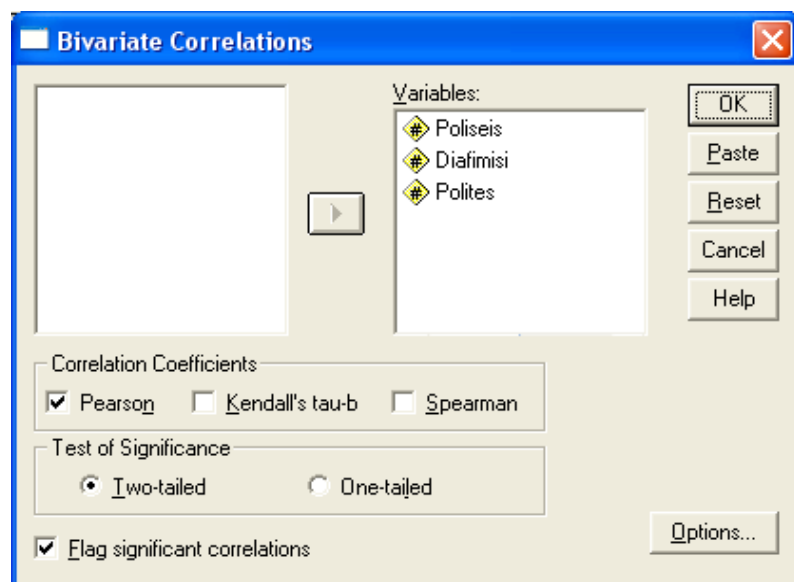 Bivariate Correlations
Variables:
Poliseis
Diafimisi
Polites
OK
Paste
Reset
Cancel
Help
Correlation Coefficients
Pearson Kendall's tau-b Spearman
Test of Significance
Two-tailed One-tailed
Flag significant correlations
Options...